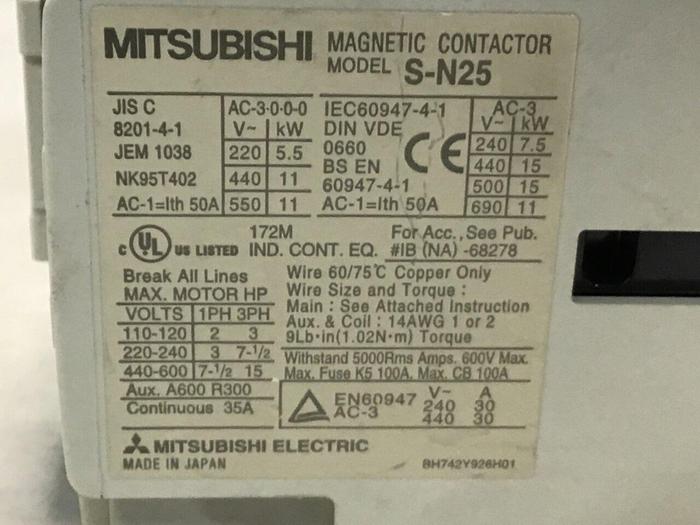 MITSUBISHI MAGNETIC CONTACTOR
MODEL S-N25
JIS C
8201-4-1
JEM 1038
NK95T402
AC-1=Ith 50A
AC-3·0-0-0
V~ kW
220 5.5
440 11
550 11
IEC60947-4-1
DIN VDE
0660
BS EN
60947-4-1
AC-1=Ith 50A
CE
AC-3
V~ kW
240 7.5
440 15
500 15
690 11
c UL US LISTED
172M
IND. CONT. EQ.
For Acc., See Pub.
#IB (NA) -68278
Break All Lines
MAX. MOTOR HP
VOLTS 1PH 3PH
110-120 2 3
220-240 3 7-1/2
440-600 7-1/2 15
Aux. A600 R300
Continuous 35A
Wire 60/75℃ Copper Only
Wire Size and Torque :
Main : See Attached Instruction
Aux. & Coil : 14AWG 1 or 2
9Lb·in(1.02N·m) Torque
Withstand 5000Rms Amps. 600V Max.
Max. Fuse K5 100A. Max. CB 100A
EN60947
AC-3
V~ A
240 30
440 30
MITSUBISHI ELECTRIC
MADE IN JAPAN
BH742Y926H01